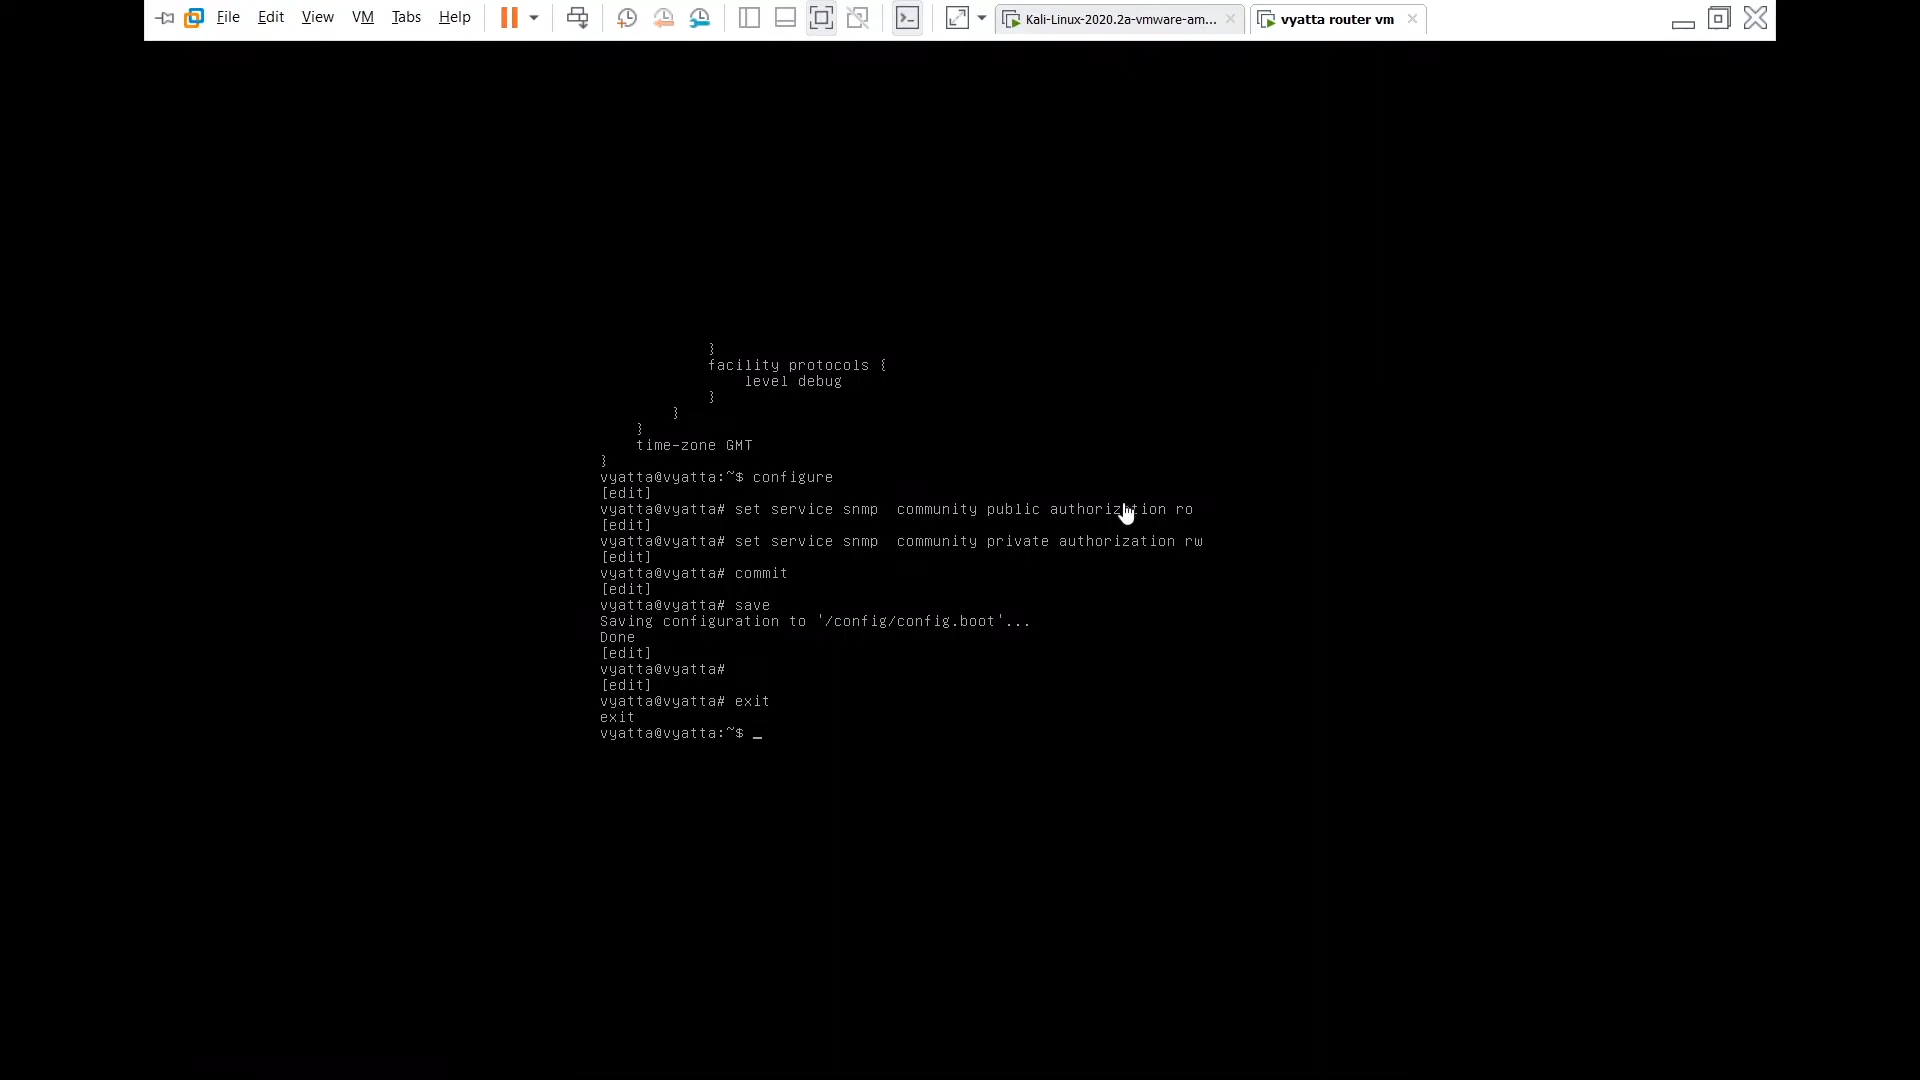 File Edit View VM Tabs Help Kali-Linux-2020.2a-vmware-am... vyatta router vm
}
facility protocols {
level debug
}
}
}
time-zone GMT
}
vyatta@vyatta:~$ configure
[edit]
vyatta@vyatta# set service snmp  community public authorization ro
[edit]
vyatta@vyatta# set service snmp  community private authorization rw
[edit]
vyatta@vyatta# commit
[edit]
vyatta@vyatta# save
Saving configuration to '/config/config.boot'...
Done
[edit]
vyatta@vyatta#
[edit]
vyatta@vyatta# exit
exit
vyatta@vyatta:~$ _